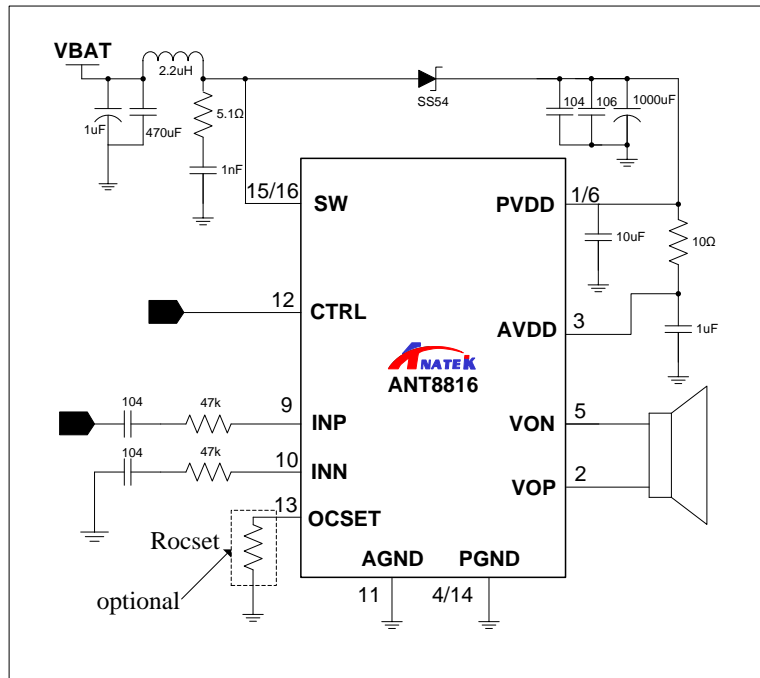 VBAT
2.2uH
1uF
470uF
5.1Ω
1nF
SS54
104
106
1000uF
15/16
SW
PVDD
1/6
10uF
10Ω
12
CTRL
AVDD
3
1uF
ANATEK
ANT8816
104
47k
9
INP
VON
5
104
47k
10
INN
VOP
2
13
OCSET
Rocset
optional
AGND
PGND
11
4/14